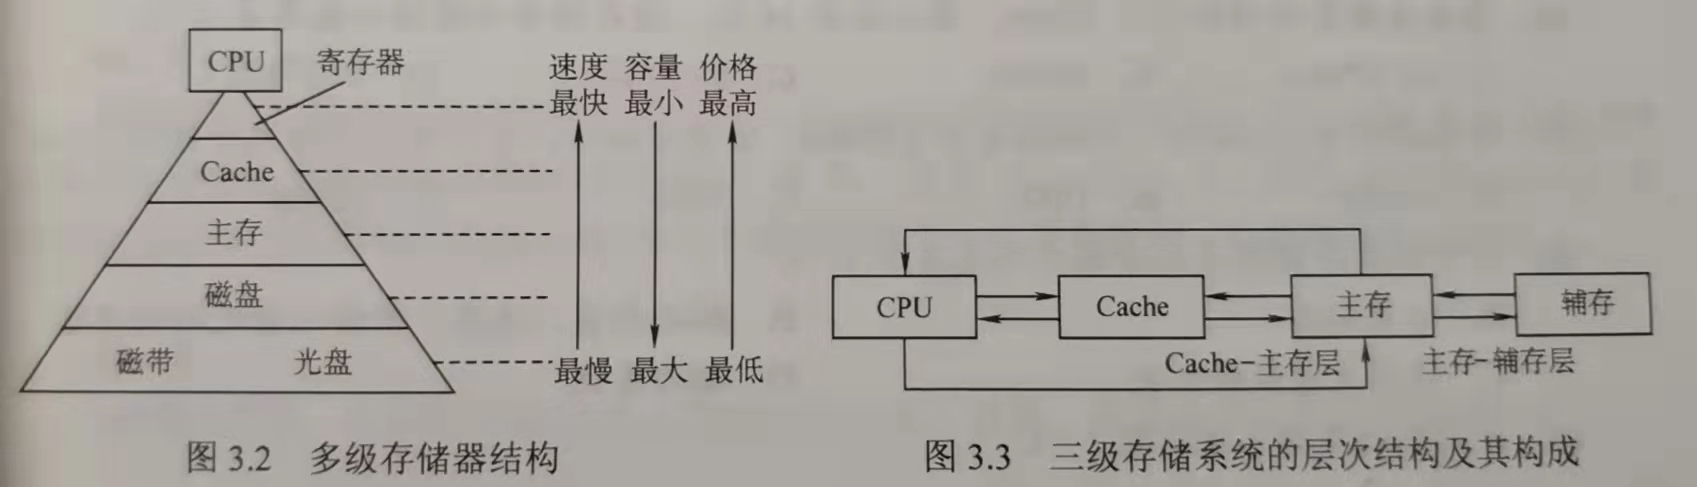 CPU
寄存器
速度 容量 价格
最快 最小 最高
Cache
主存
磁盘
磁带 光盘
最慢 最大 最低
图 3.2 多级存储器结构
CPU
Cache
主存
辅存
Cache-主存层
主存-辅存层
图 3.3 三级存储系统的层次结构及其构成